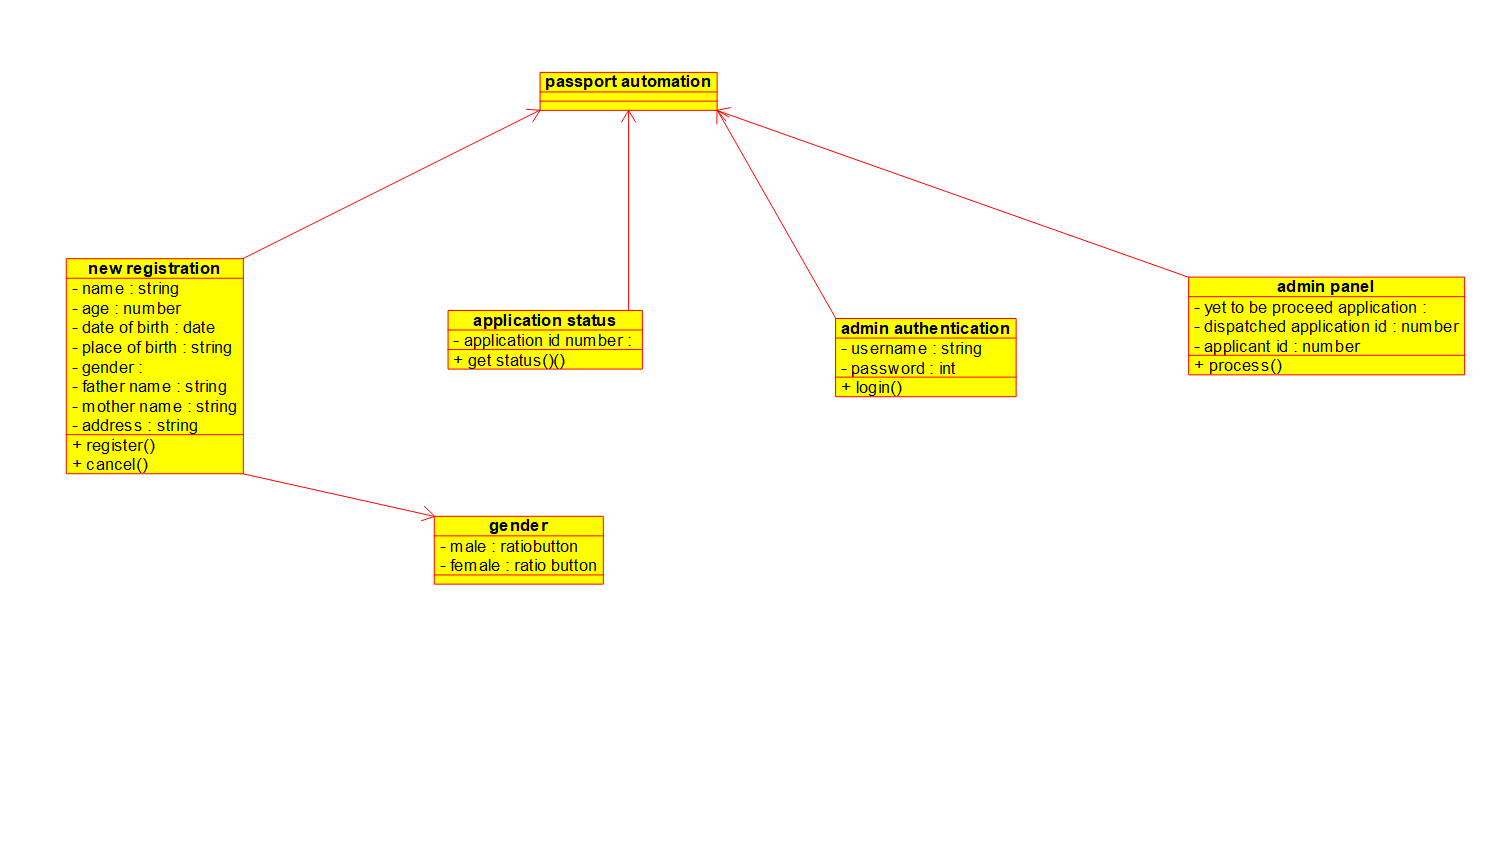 passport automation
new registration
- name : string
- age : number
- date of birth : date
- place of birth : string
- gender :
- father name : string
- mother name : string
- address : string
+ register()
+ cancel()
application status
- application id number :
+ get status()()
admin authentication
- username : string
- password : int
+ login()
admin panel
- yet to be proceed application :
- dispatched application id : number
- applicant id : number
+ process()
gender
- male : ratiobutton
- female : ratio button